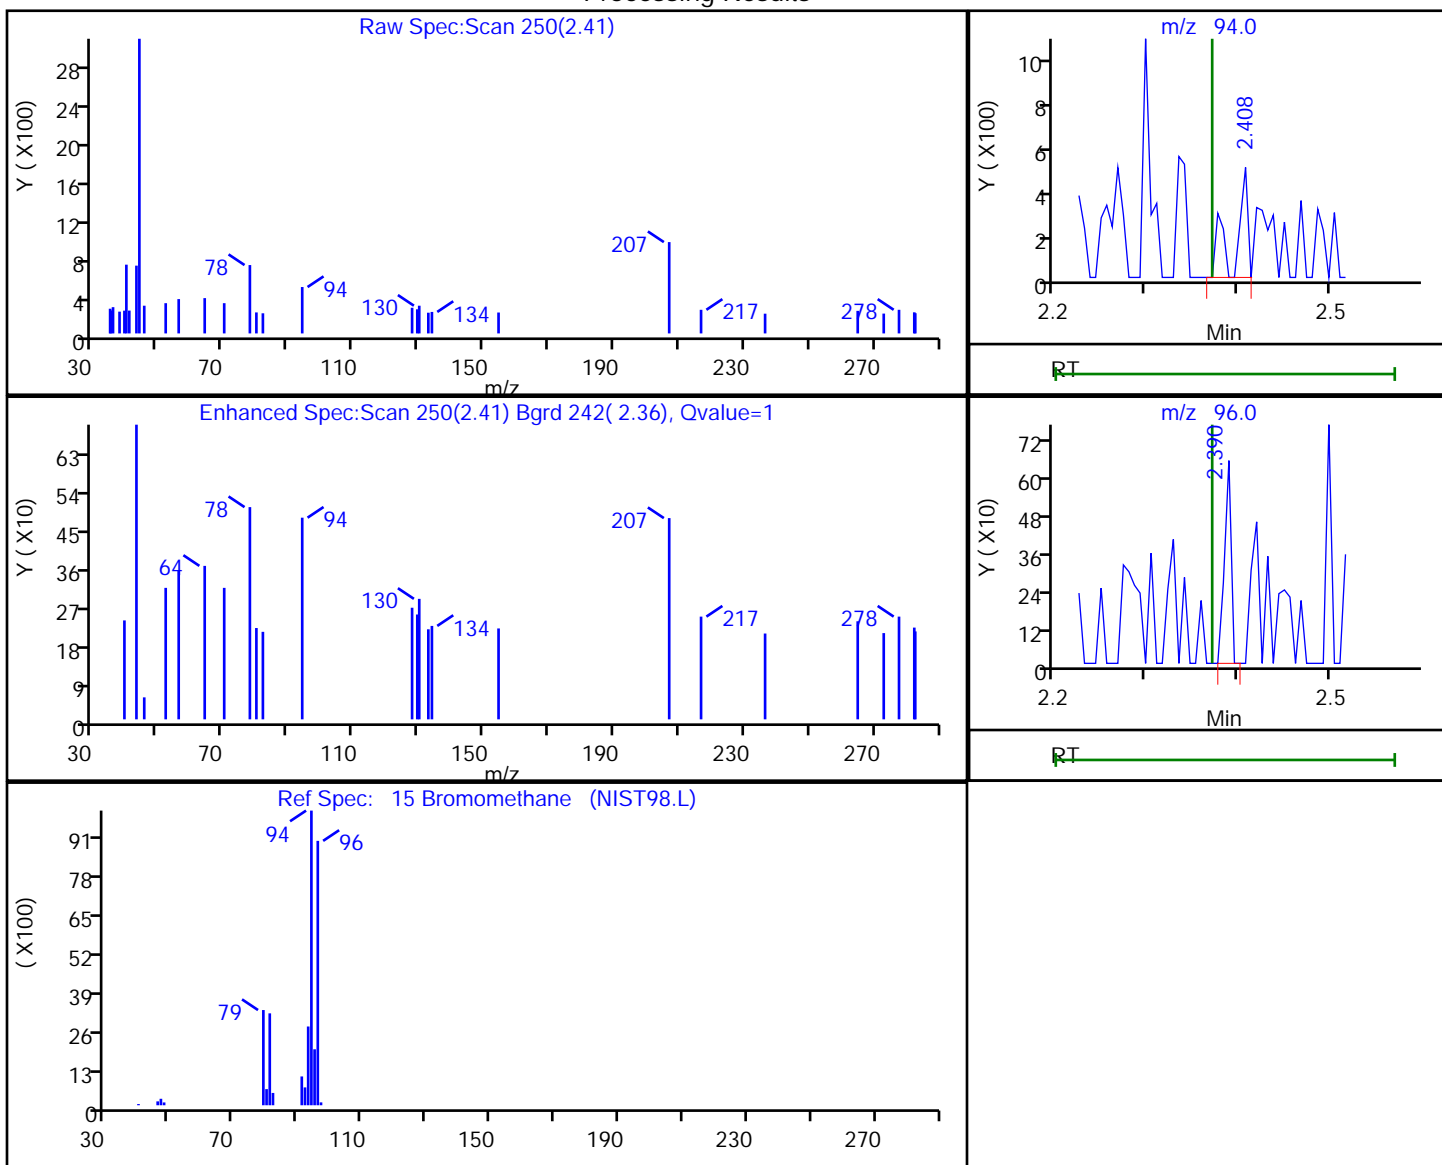 Processing Results
Raw Spec:Scan 250(2.41)
Y ( X100)
28
24
20
16
12
8
4
0
78
94
130
134
207
217
278
30 70 110 150 190 230 270
m/z
m/z 94.0
Y ( X100)
10
8
6
4
2
0
2.408
2.2 2.5
Min
RT
Enhanced Spec:Scan 250(2.41) Bgrd 242( 2.36), Qvalue=1
Y ( X10)
63
54
45
36
27
18
9
0
64
78
94
130
134
207
217
278
30 70 110 150 190 230 270
m/z
m/z 96.0
Y ( X10)
72
60
48
36
24
12
0
2.390
2.2 2.5
Min
RT
Ref Spec: 15 Bromomethane (NIST98.L)
( X100)
91
78
65
52
39
26
13
0
79
94
96
30 70 110 150 190 230 270